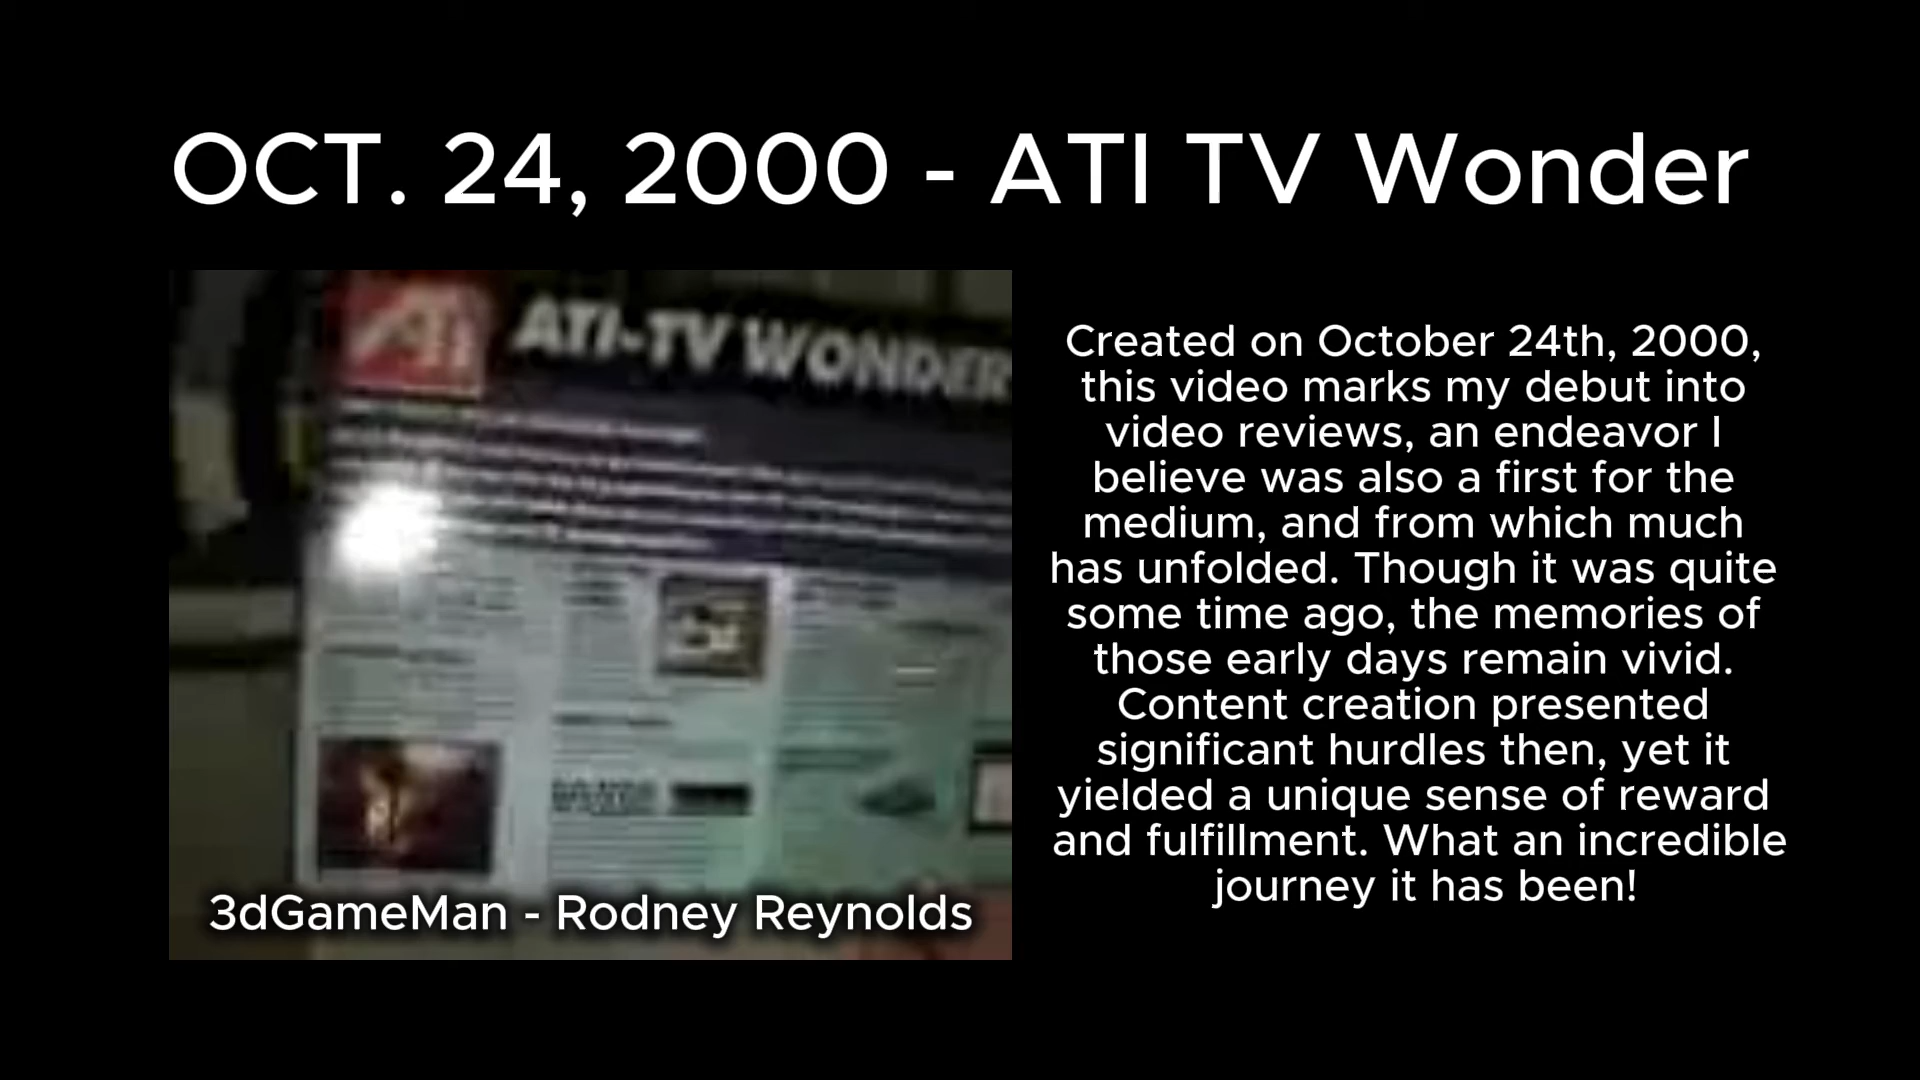 OCT. 24, 2000 - ATI TV Wonder
ATI
ATI-TV WONDER
3dGameMan - Rodney Reynolds
Created on October 24th, 2000,
this video marks my debut into
video reviews, an endeavor I
believe was also a first for the
medium, and from which much
has unfolded. Though it was quite
some time ago, the memories of
those early days remain vivid.
Content creation presented
significant hurdles then, yet it
yielded a unique sense of reward
and fulfillment. What an incredible
journey it has been!